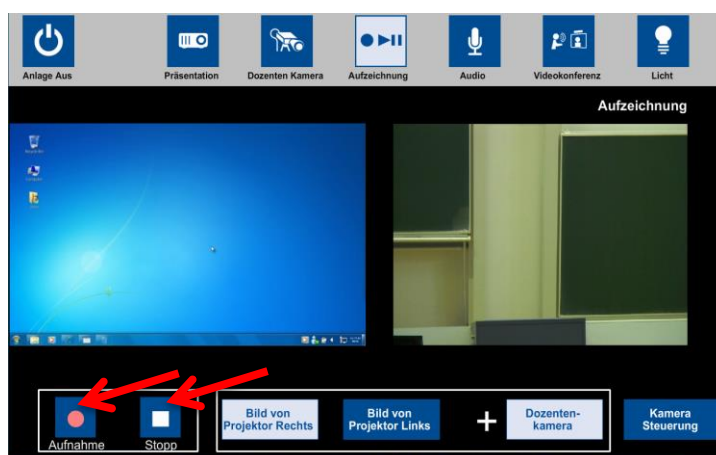 Anlage Aus
Präsentation
Dozenten Kamera
Aufzeichnung
Audio
Videokonferenz
Licht
Aufzeichnung
Bild von
Projektor Rechts
Bild von
Projektor Links
+
Dozenten-
kamera
Kamera
Steuerung
Aufnahme
Stopp